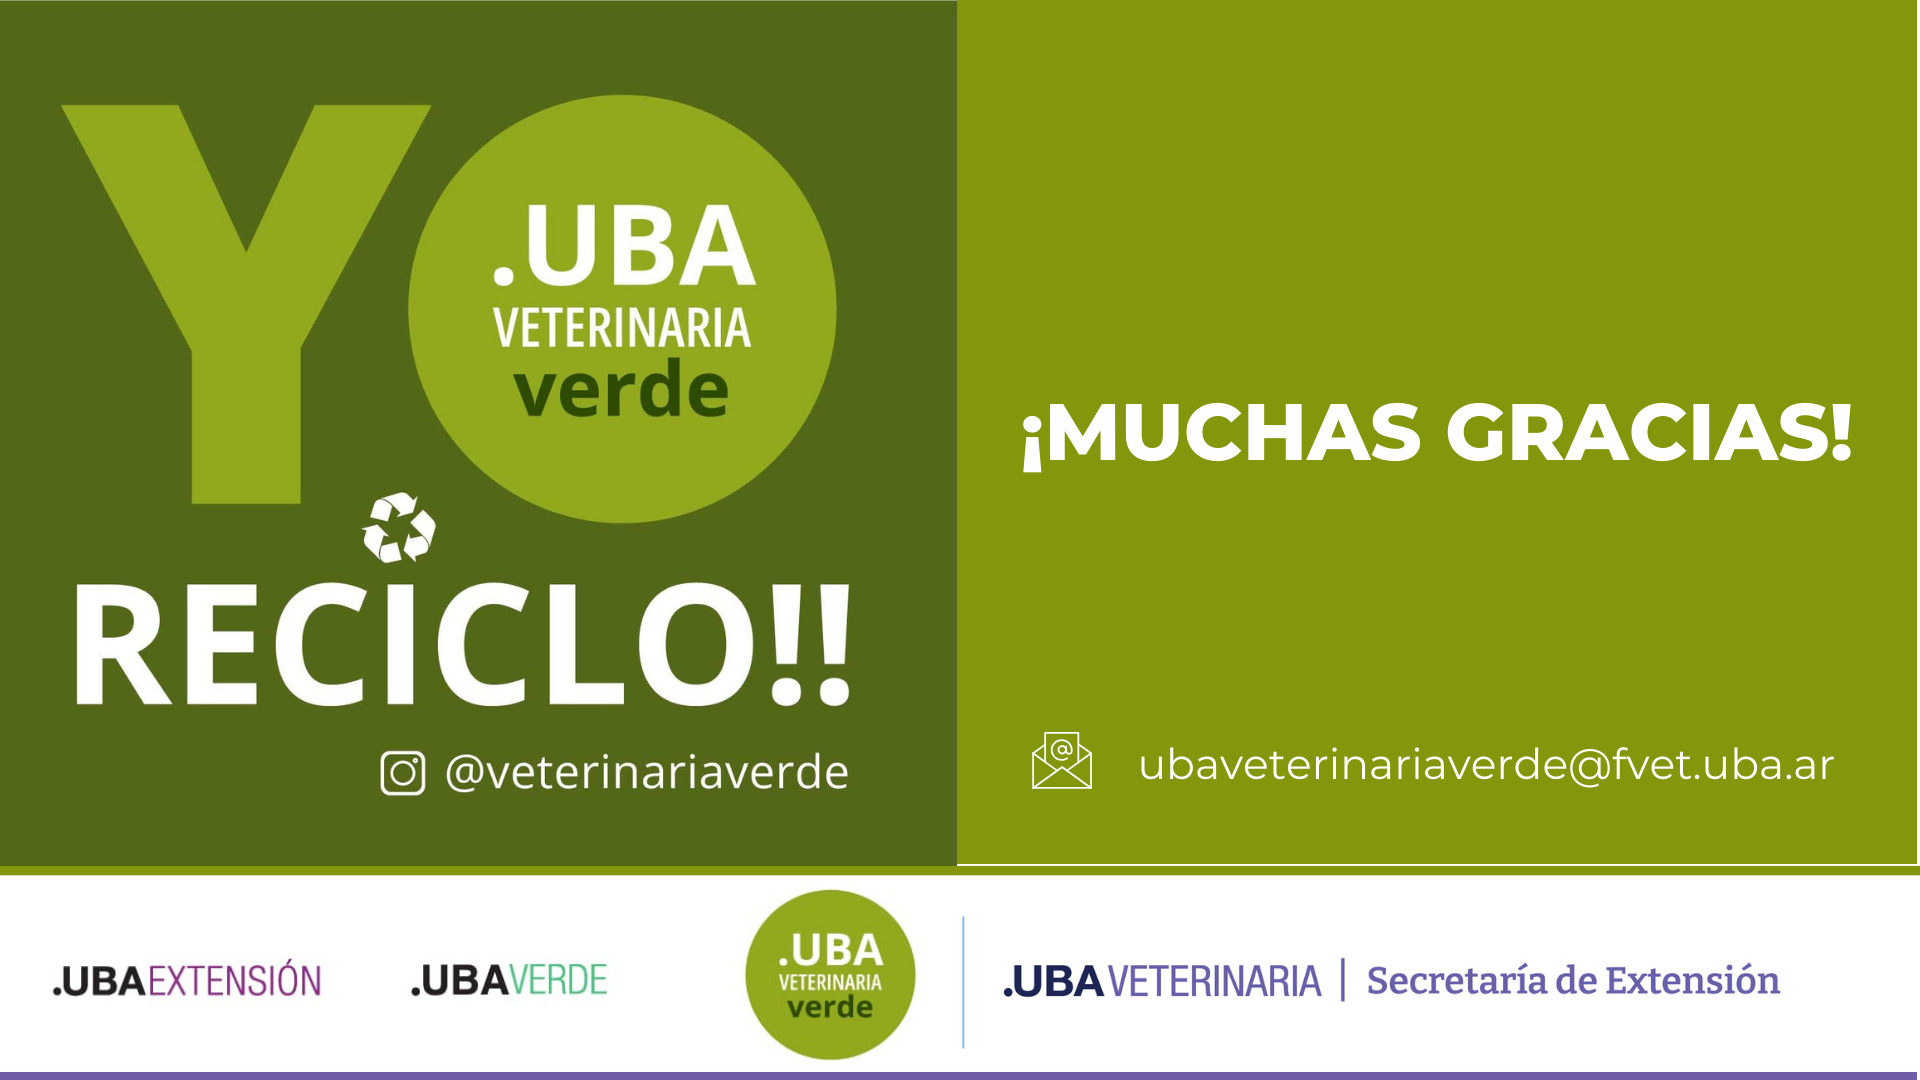 YO
.UBA
VETERINARIA
verde
RECICLO!!
@veterinariaverde
¡MUCHAS GRACIAS!
ubaveterinariaverde@fvet.uba.ar
.UBAEXTENSIÓN
.UBAVERDE
.UBA
VETERINARIA
verde
.UBAVETERINARIA | Secretaría de Extensión